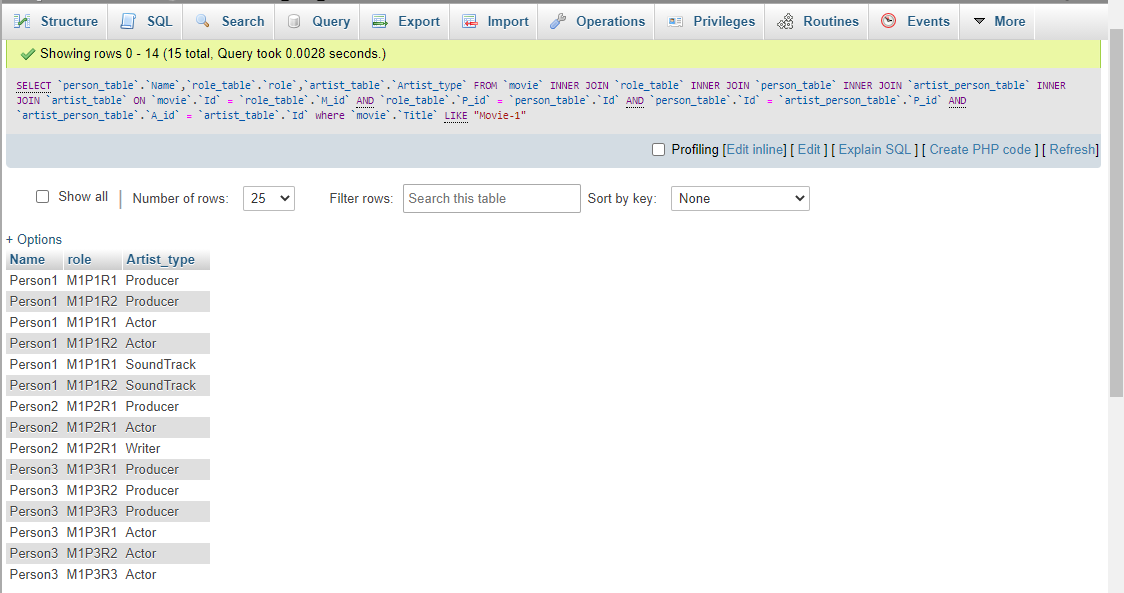 Structure SQL Search Query Export Import Operations Privileges Routines Events More
Showing rows 0 - 14 (15 total, Query took 0.0028 seconds.)
SELECT `person_table`.`Name`,`role_table`.`role`,`artist_table`.`Artist_type` FROM `movie` INNER JOIN `role_table` INNER JOIN `person_table` INNER JOIN `artist_person_table` INNER
JOIN `artist_table` ON `movie`.`Id` = `role_table`.`M_id` AND `role_table`.`P_id` = `person_table`.`Id` AND `person_table`.`Id` = `artist_person_table`.`P_id` AND
`artist_person_table`.`A_id` = `artist_table`.`Id` where `movie`.`Title` LIKE "Movie-1"
Profiling [Edit inline] [ Edit ] [ Explain SQL ] [ Create PHP code ] [ Refresh]
Show all | Number of rows: 25 Filter rows: Search this table Sort by key: None
+ Options
Name role Artist_type
Person1 M1P1R1 Producer
Person1 M1P1R2 Producer
Person1 M1P1R1 Actor
Person1 M1P1R2 Actor
Person1 M1P1R1 SoundTrack
Person1 M1P1R2 SoundTrack
Person2 M1P2R1 Producer
Person2 M1P2R1 Actor
Person2 M1P2R1 Writer
Person3 M1P3R1 Producer
Person3 M1P3R2 Producer
Person3 M1P3R3 Producer
Person3 M1P3R1 Actor
Person3 M1P3R2 Actor
Person3 M1P3R3 Actor